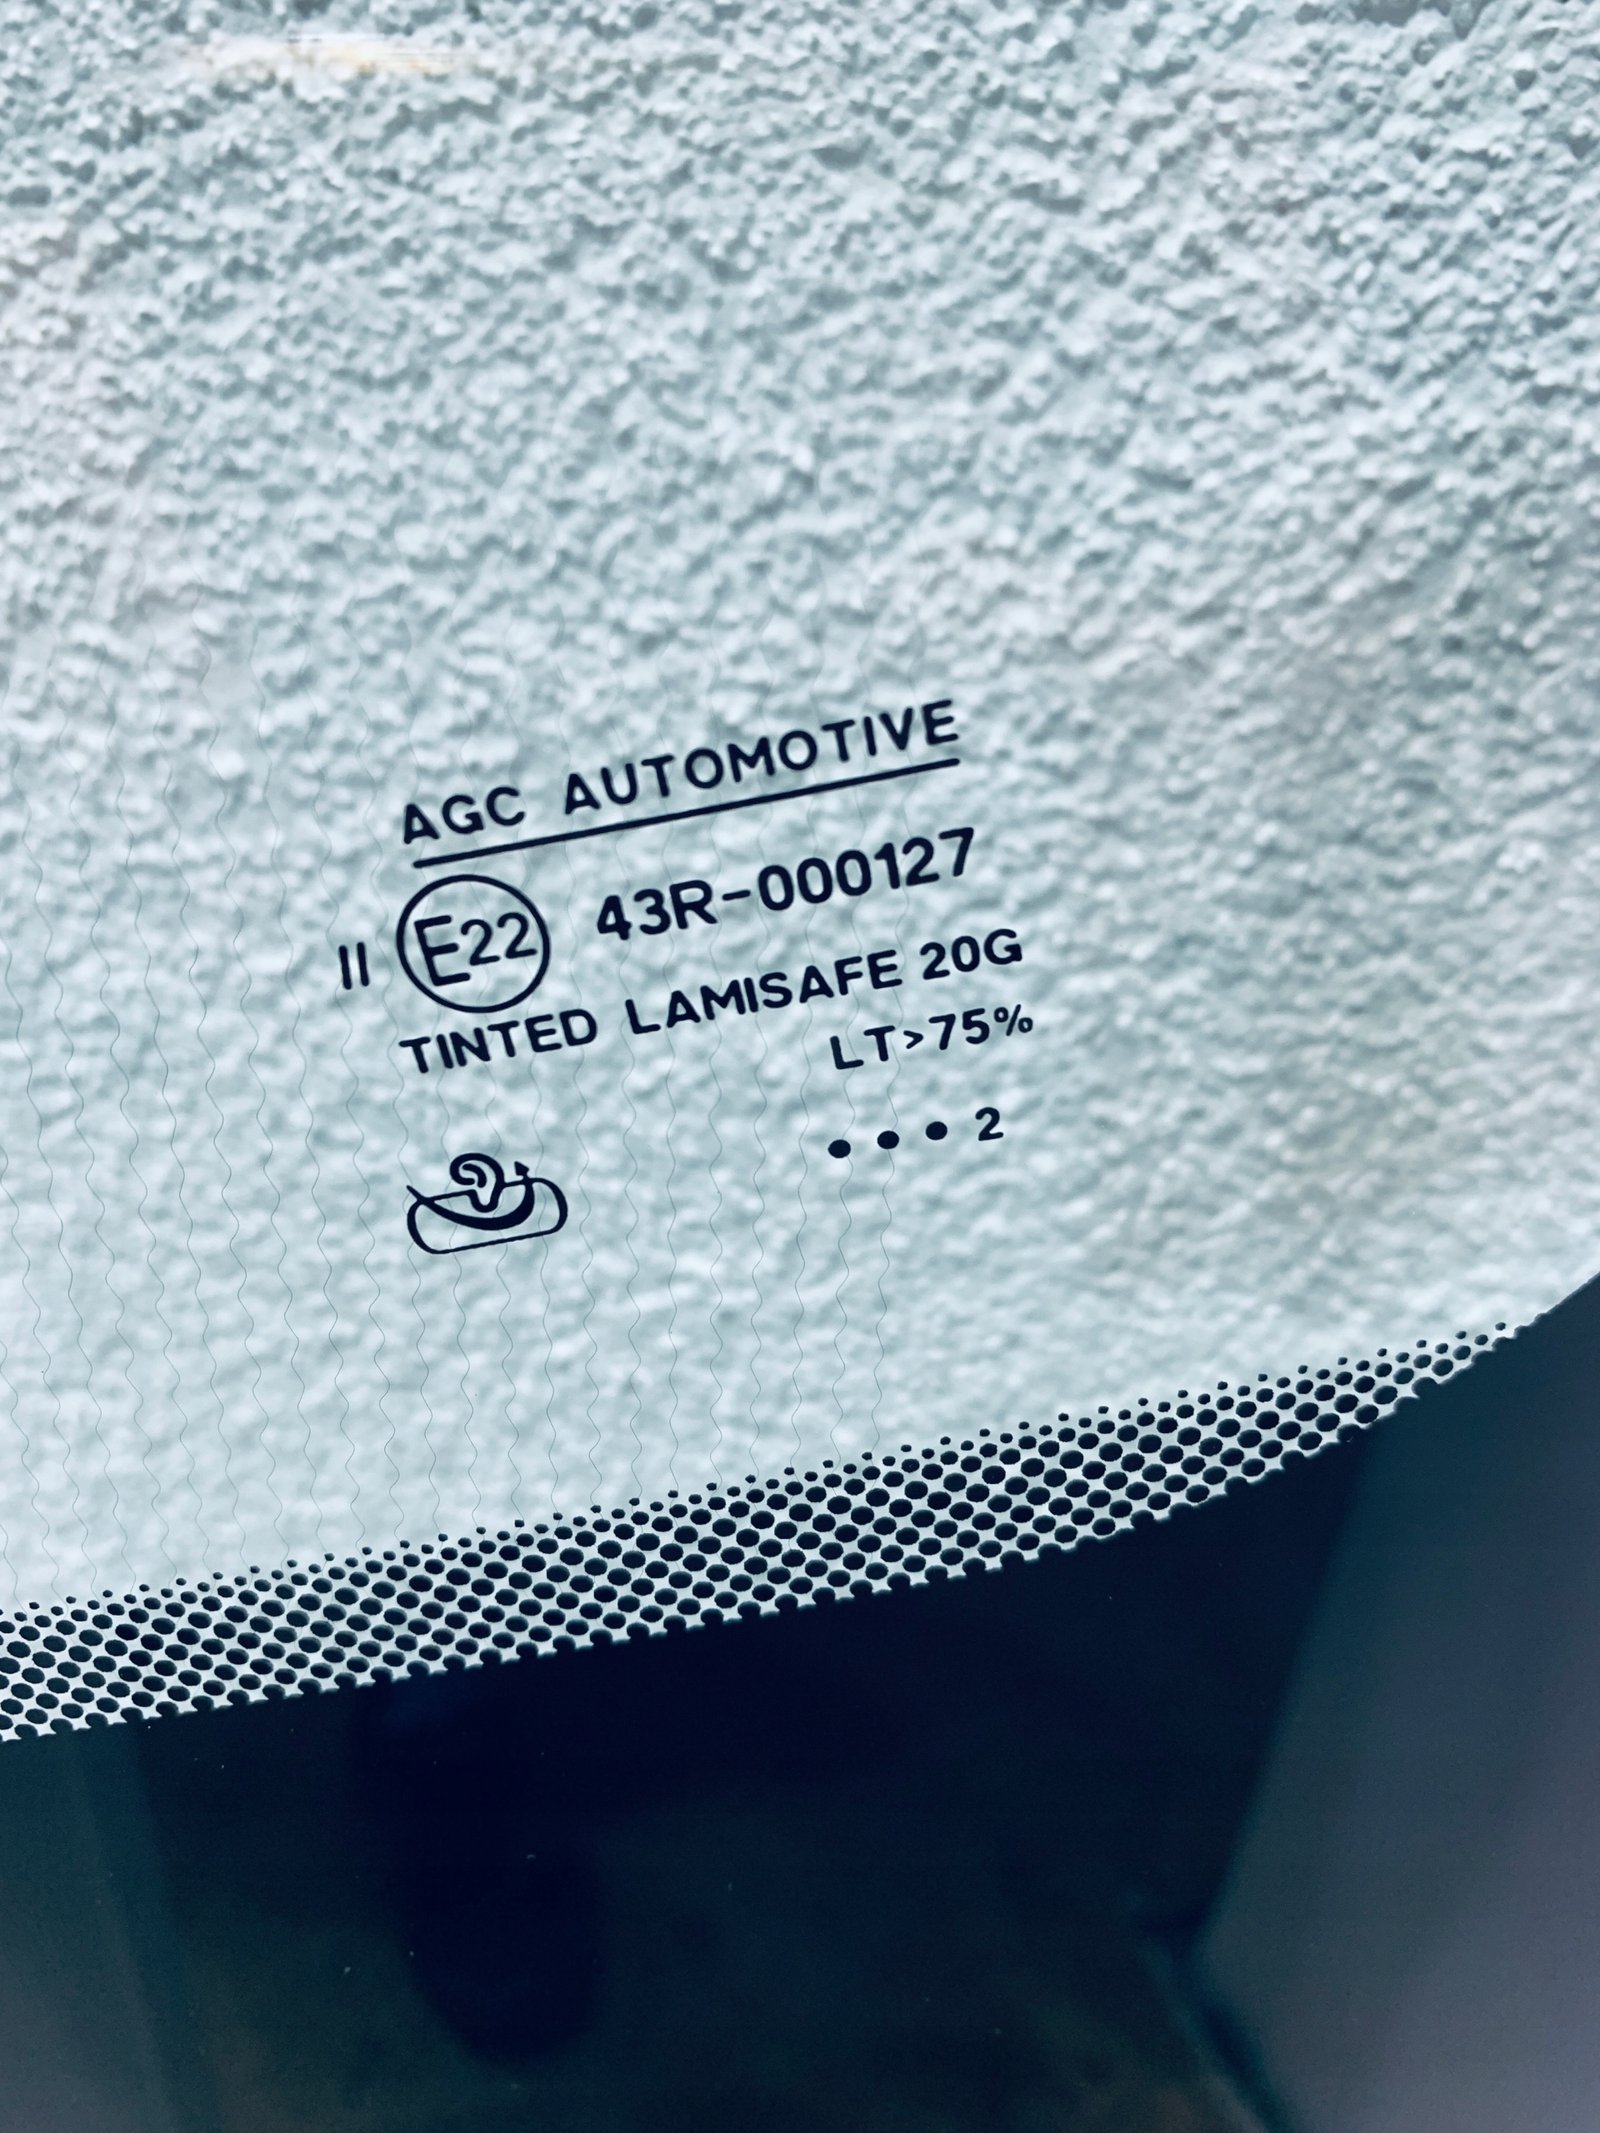 AGC AUTOMOTIVE
II E22 43R-000127
TINTED LAMISAFE 20G
LT>75%
•••2